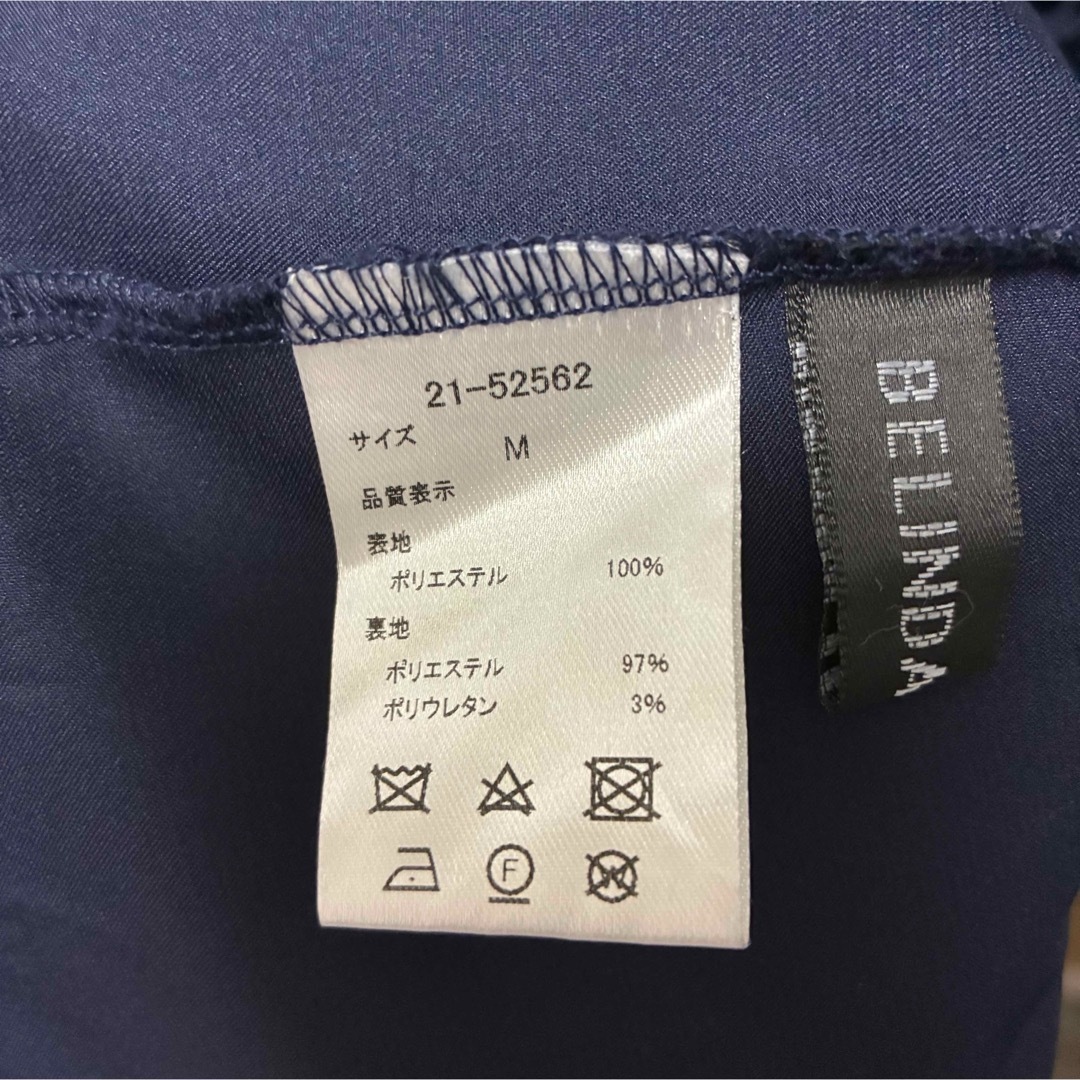 21-52562
サイズ M
品質表示
表地
ポリエステル 100%
裏地
ポリエステル 97%
ポリウレタン 3%
F
W
BELINDA